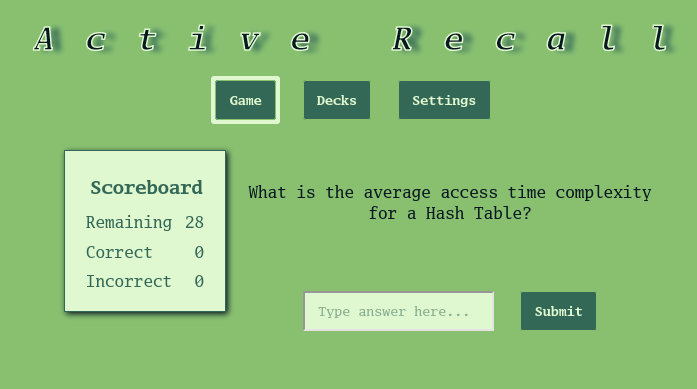 Active Recall
Game Decks Settings
Scoreboard
Remaining 28
Correct 0
Incorrect 0
What is the average access time complexity
for a Hash Table?
Type answer here...
Submit